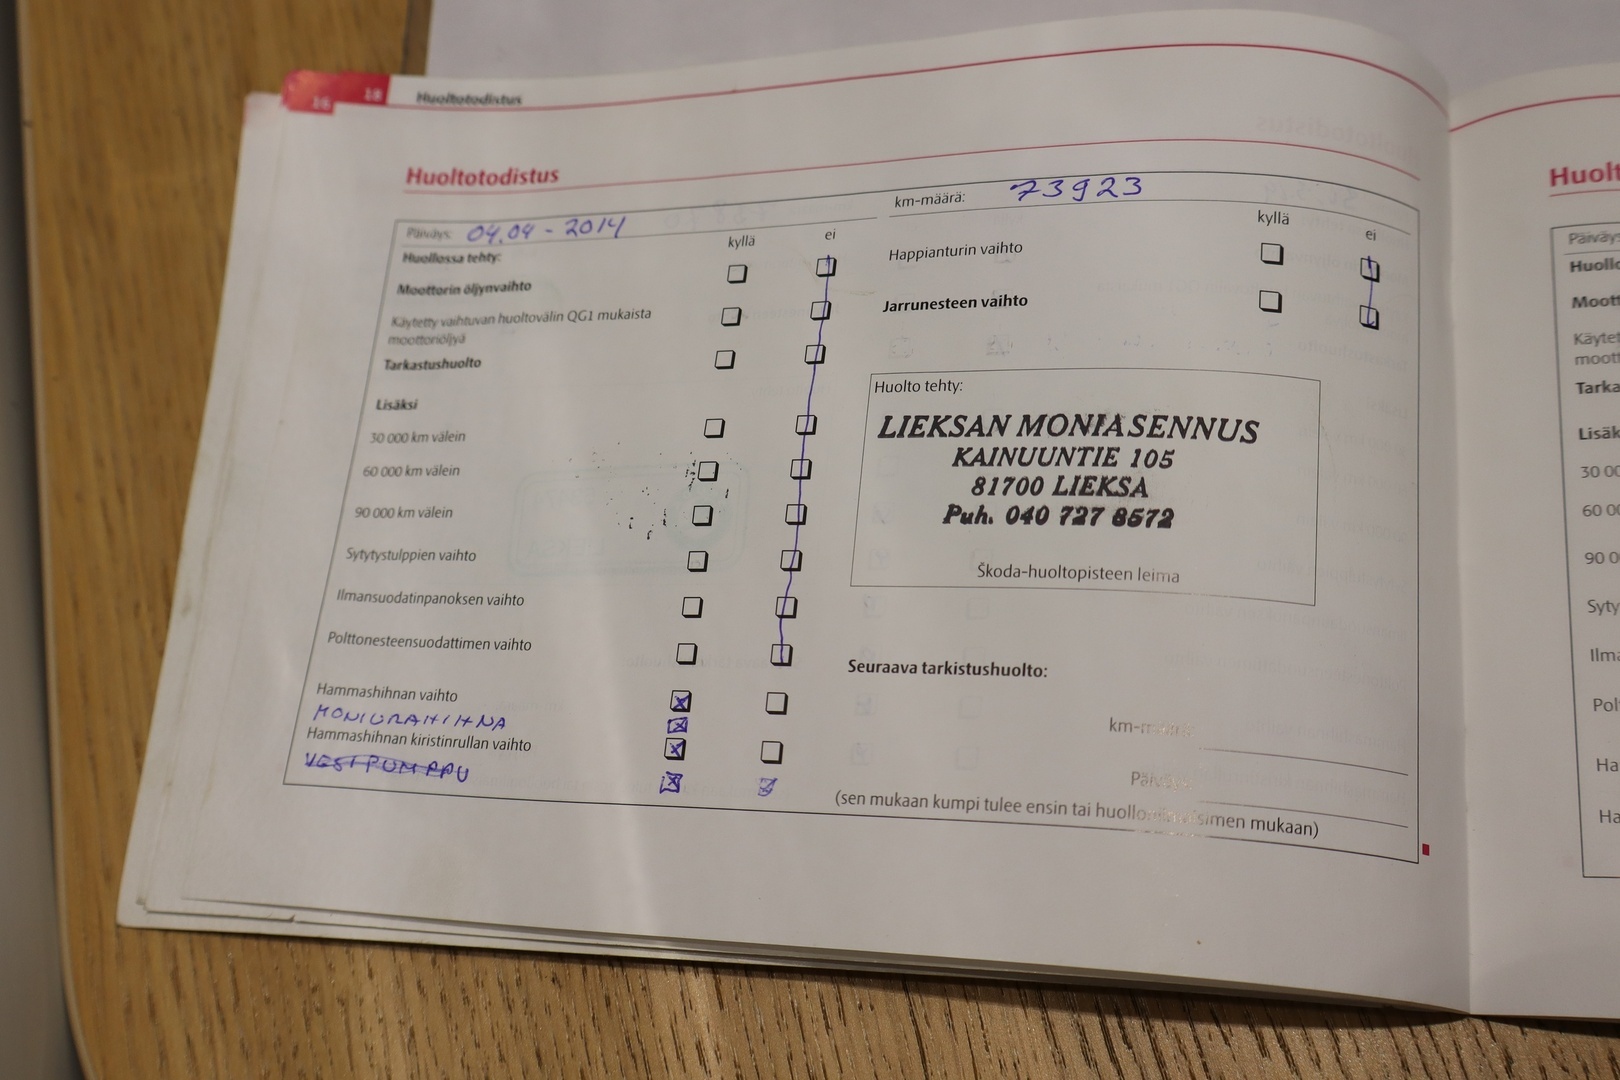 16 18 Huoltotodistus
Huoltotodistus
Päiväys: 04.04 - 2014
kyllä ei
Huollossa tehty:
Moottorin öljynvaihto
Käytetty vaihtuvan huoltovälin QG1 mukaista
moottoriöljyä
Tarkastushuolto
Lisäksi
30 000 km välein
60 000 km välein
90 000 km välein
Sytytystulppien vaihto
Ilmansuodatinpanoksen vaihto
Polttonesteensuodattimen vaihto
Hammashihnan vaihto
MONIURAHIHNA
Hammashihnan kiristinrullan vaihto
VESIPUMPPU
km-määrä: 73923
kyllä ei
Happianturin vaihto
Jarrunesteen vaihto
Huolto tehty:
LIEKSAN MONIASENNUS
KAINUUNTIE 105
81700 LIEKSA
Puh. 040 727 8572
Škoda-huoltopisteen leima
Seuraava tarkistushuolto:
km-määrä:
Päiväys:
(sen mukaan kumpi tulee ensin tai mukaan)
Huolt
Päiväys
Huollo
Moott
Käytet
moott
Tarka
Lisäk
30 00
60 00
90 0
Syty
Ilma
Pol
Ha
Ha